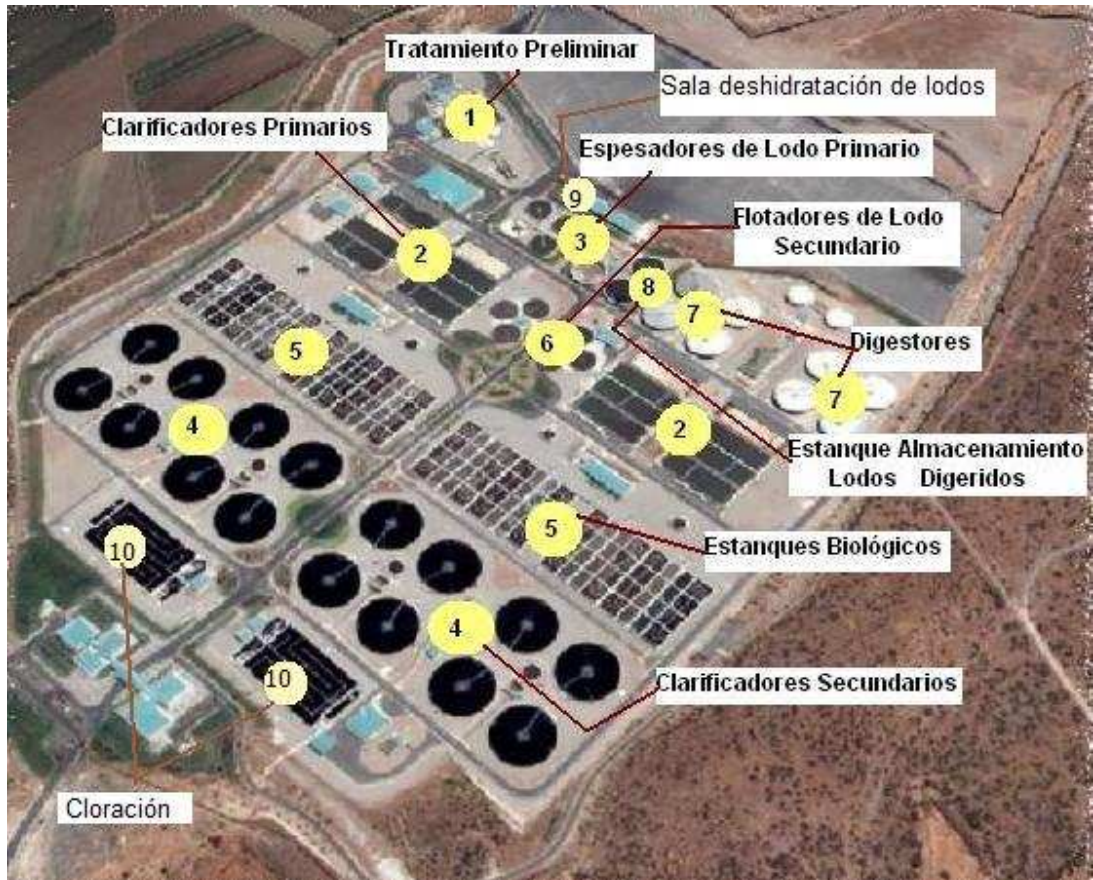 Tratamiento Preliminar
Sala deshidratación de lodos
1
Clarificadores Primarios
Espesadores de Lodo Primario
9
Flotadores de Lodo
Secundario
3
2
8
7
6
5
Digestores
7
4
2
Estanque Almacenamiento
Lodos Digeridos
5
Estanques Biológicos
10
4
10
Clarificadores Secundarios
Cloración